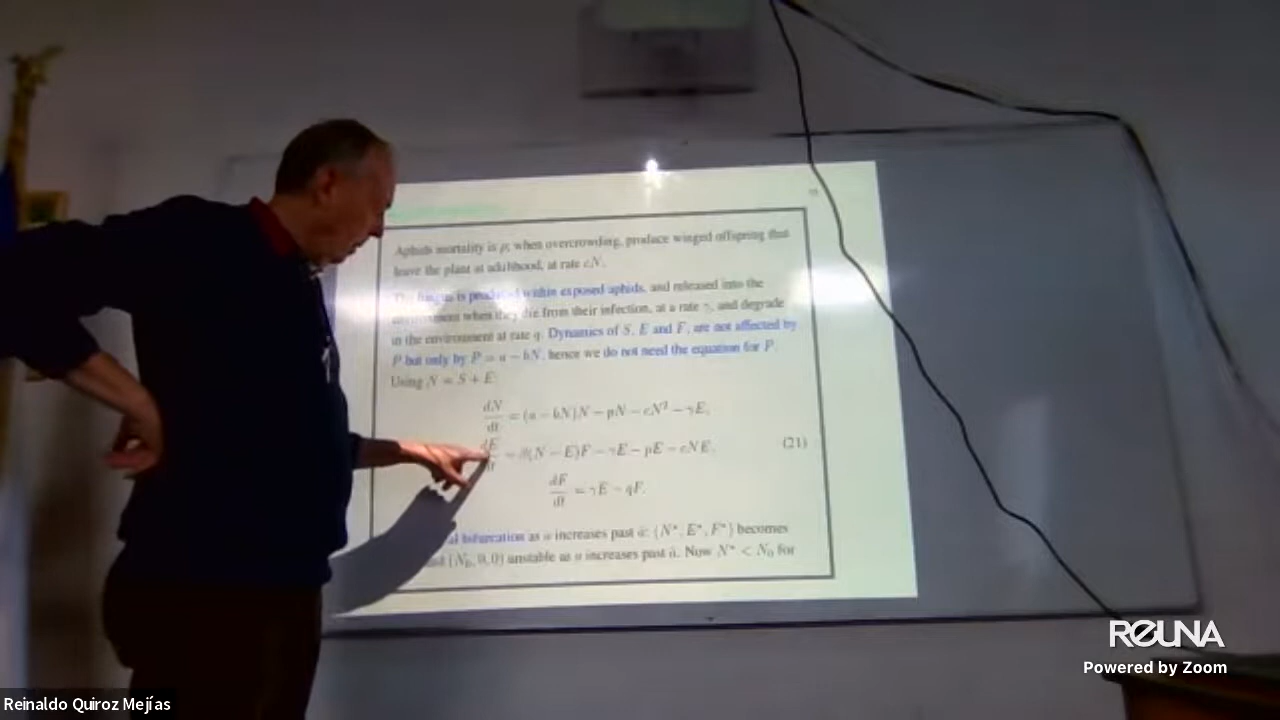 Aphids mortality is p; when overcrowding, produce winged offspring that
leave the plant at adulthood, at rate cN.
The fungus is produced within exposed aphids, and released into the
environment when they die from their infection, at a rate γ, and degrade
in the environment at rate q. Dynamics of S, E and F, are not affected by
P but only by P = a − bN, hence we do not need the equation for P.
Using N = S + E:
dN/dt = (a − bN)N − pN − cN² − γE,
dE/dt = β(N − E)F − γE − pE − cNE, (21)
dF/dt = γE − qF.
bifurcation as a increases past â: (N*, E*, F*) becomes
(N₀, 0, 0) unstable as a increases past â. Now N* < N₀ for
REUNA
Powered by Zoom
Reinaldo Quiroz Mejías